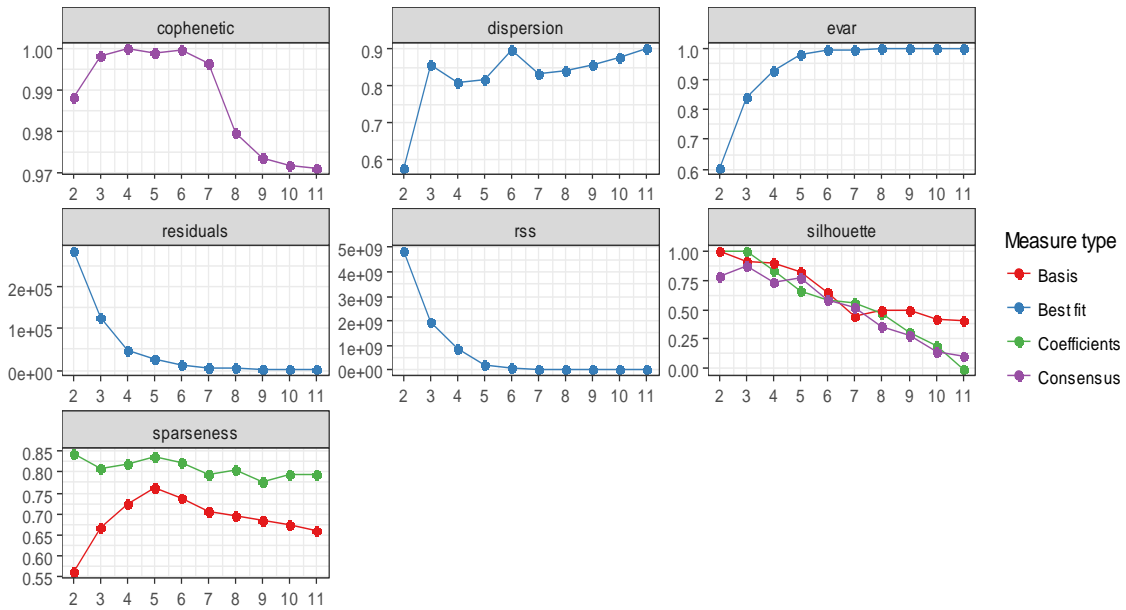 cophenetic dispersion evar
1.00 0.9 1.0
0.99 0.8 0.9
0.98 0.7 0.8
0.97 0.6 0.7
0.6
2 3 4 5 6 7 8 9 10 11 2 3 4 5 6 7 8 9 10 11 2 3 4 5 6 7 8 9 10 11
residuals rss silhouette
2e+05 5e+09 1.00
1e+05 4e+09 0.75
0e+00 3e+09 0.50
2e+09 0.25
1e+09 0.00
0e+00
2 3 4 5 6 7 8 9 10 11 2 3 4 5 6 7 8 9 10 11 2 3 4 5 6 7 8 9 10 11
sparseness
0.85
0.80
0.75
0.70
0.65
0.60
0.55
2 3 4 5 6 7 8 9 10 11
Measure type
Basis
Best fit
Coefficients
Consensus